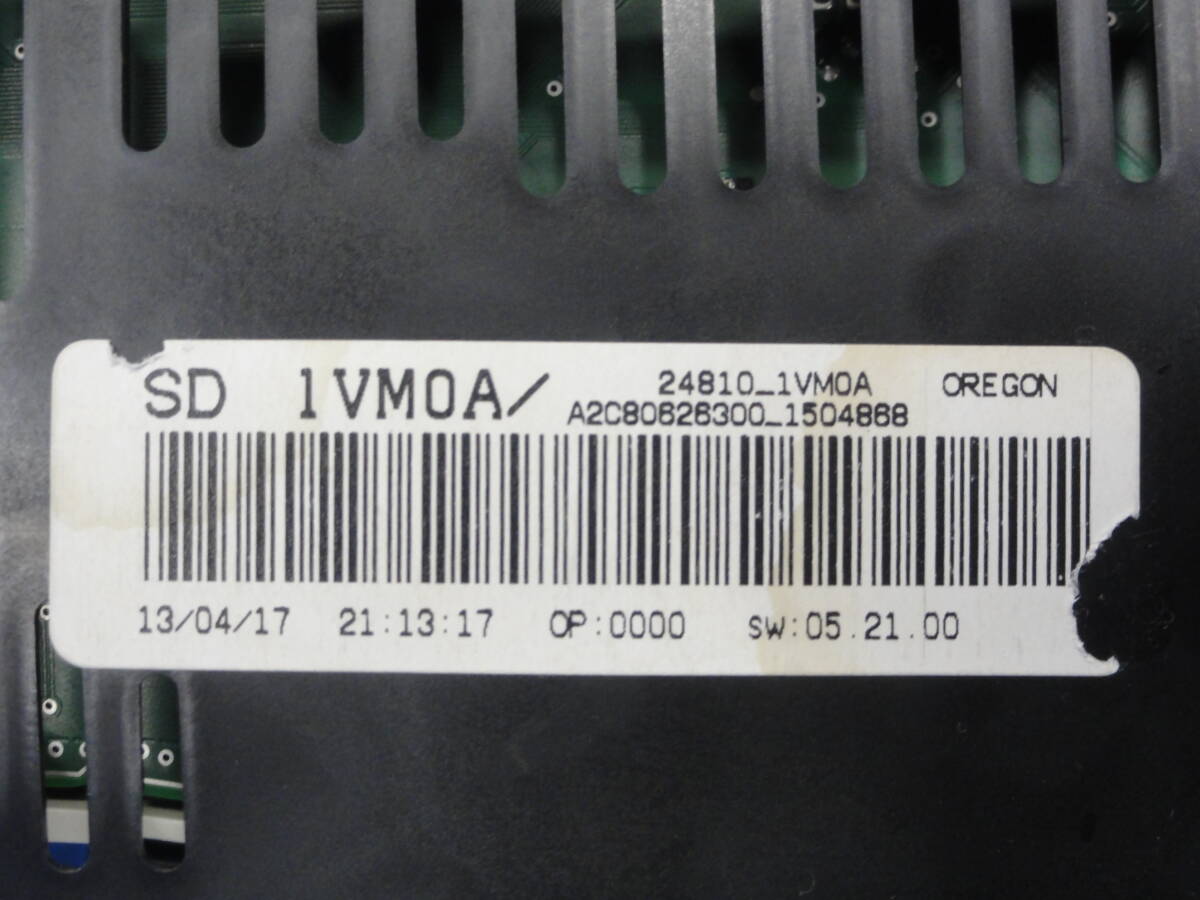 SD 1VM0A/ 24810_1VM0A OREGON
A2C80626300_1504868
13/04/17 21:13:17 OP:0000 SW:05.21.00